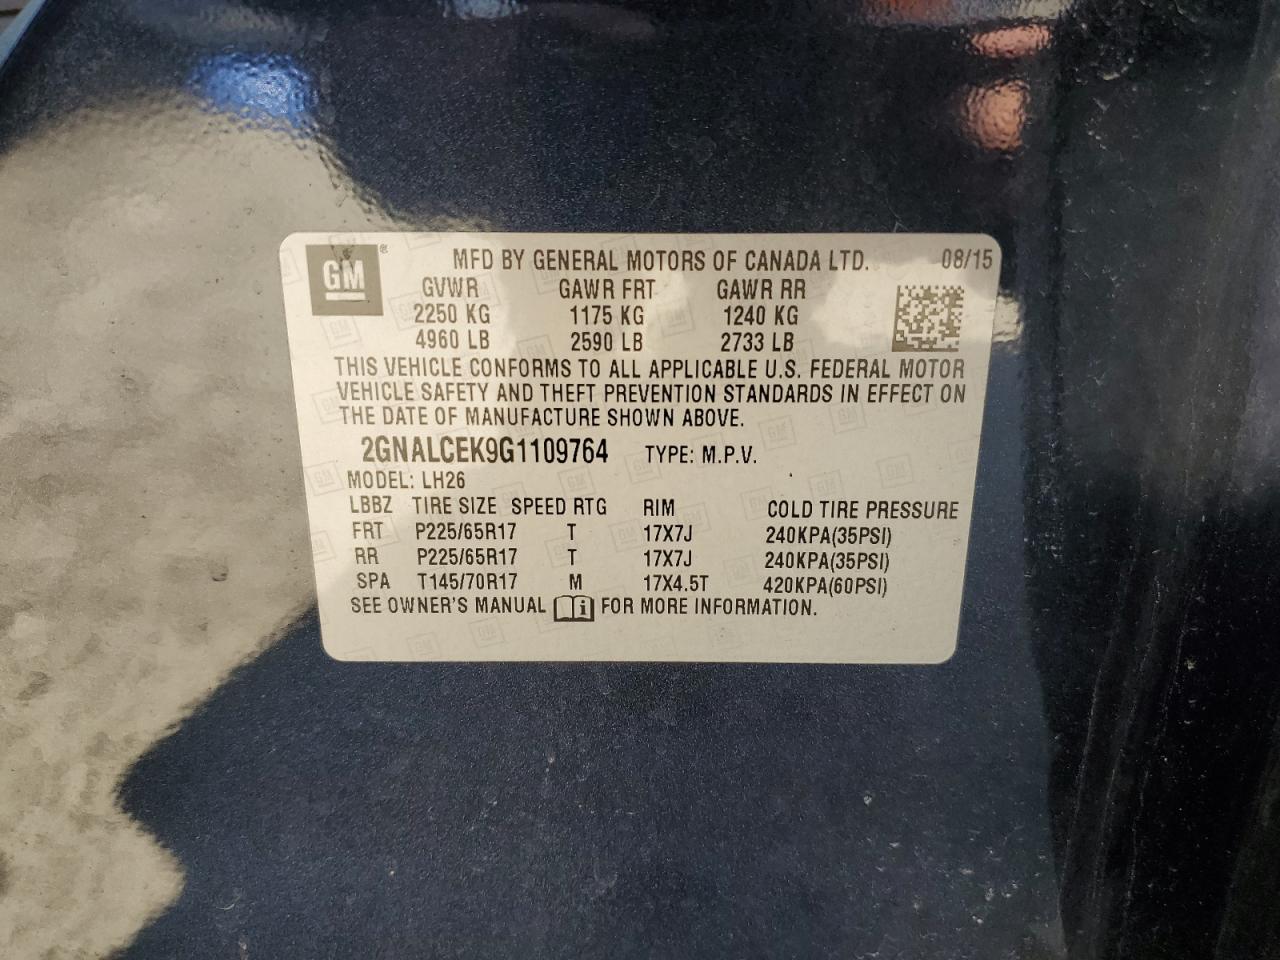 GM ® MFD BY GENERAL MOTORS OF CANADA LTD. 08/15
GVWR GAWR FRT GAWR RR
2250 KG 1175 KG 1240 KG
4960 LB 2590 LB 2733 LB
THIS VEHICLE CONFORMS TO ALL APPLICABLE U.S. FEDERAL MOTOR
VEHICLE SAFETY AND THEFT PREVENTION STANDARDS IN EFFECT ON
THE DATE OF MANUFACTURE SHOWN ABOVE.
2GNALCEK9G1109764 TYPE: M.P.V.
MODEL: LH26
LBBZ TIRE SIZE SPEED RTG RIM COLD TIRE PRESSURE
FRT P225/65R17 T 17X7J 240KPA(35PSI)
RR P225/65R17 T 17X7J 240KPA(35PSI)
SPA T145/70R17 M 17X4.5T 420KPA(60PSI)
SEE OWNER'S MANUAL i FOR MORE INFORMATION.